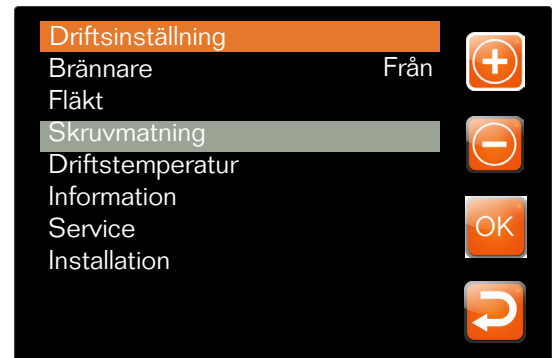 Driftsinställning
Brännare Från
Fläkt
Skruvmatning
Driftstemperatur
Information
Service
Installation
OK